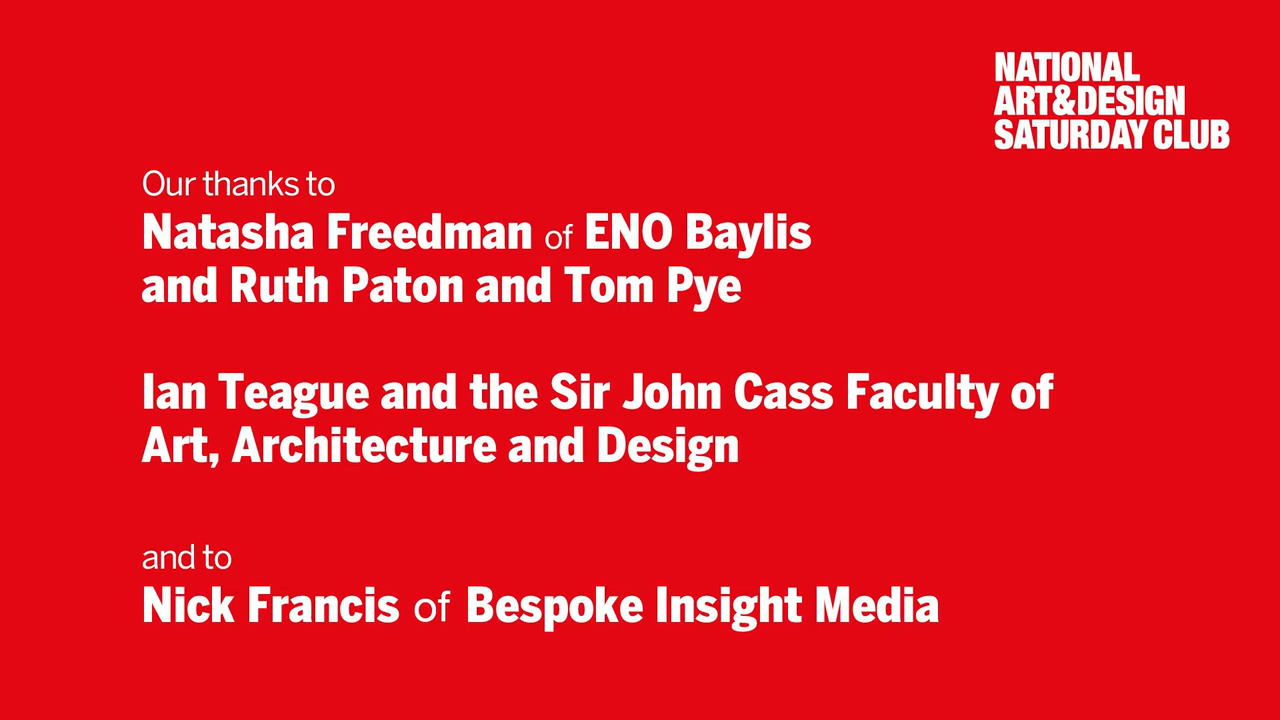 NATIONAL
ART&DESIGN
SATURDAY CLUB
Our thanks to
Natasha Freedman of ENO Baylis
and Ruth Paton and Tom Pye
Ian Teague and the Sir John Cass Faculty of
Art, Architecture and Design
and to
Nick Francis of Bespoke Insight Media